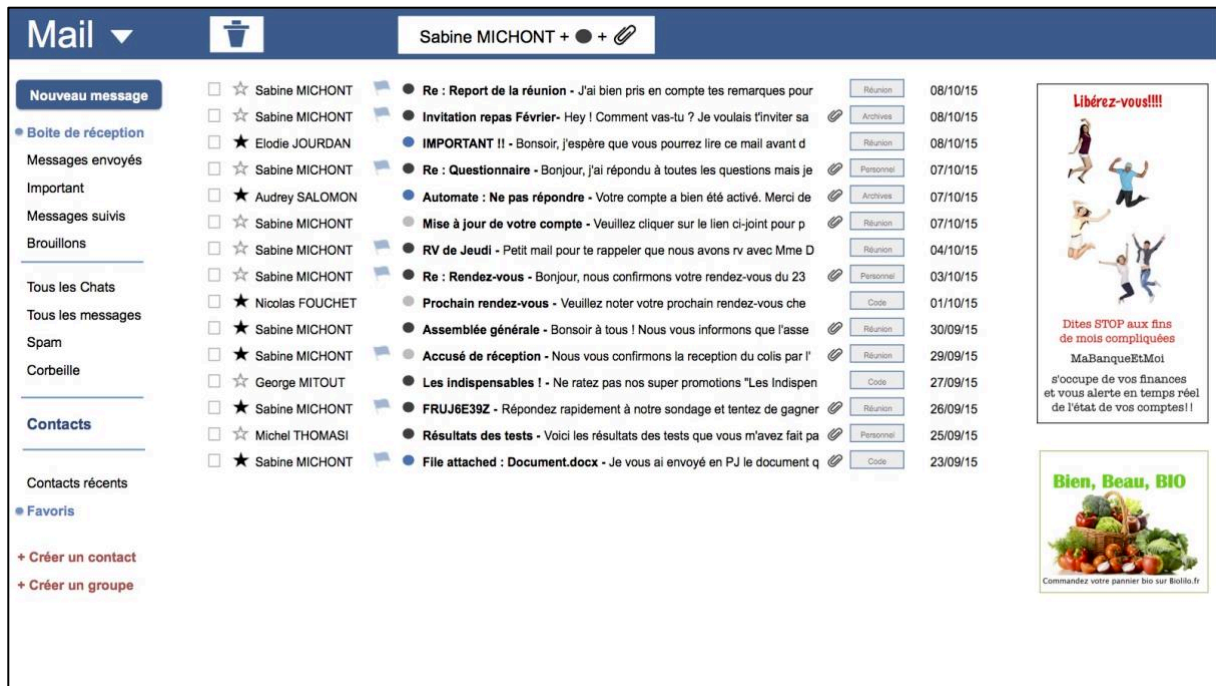 Mail
Sabine MICHONT + ● +
Nouveau message
Boite de réception
Messages envoyés
Important
Messages suivis
Brouillons
Tous les Chats
Tous les messages
Spam
Corbeille
Contacts
Contacts récents
Favoris
+ Créer un contact
+ Créer un groupe
Sabine MICHONT Re : Report de la réunion - J'ai bien pris en compte tes remarques pour Réunion 08/10/15
Sabine MICHONT Invitation repas Février- Hey ! Comment vas-tu ? Je voulais t'inviter sa Archives 08/10/15
Elodie JOURDAN IMPORTANT !! - Bonsoir, j'espère que vous pourrez lire ce mail avant d Réunion 08/10/15
Sabine MICHONT Re : Questionnaire - Bonjour, j'ai répondu à toutes les questions mais je Personnel 07/10/15
Audrey SALOMON Automate : Ne pas répondre - Votre compte a bien été activé. Merci de Archives 07/10/15
Sabine MICHONT Mise à jour de votre compte - Veuillez cliquer sur le lien ci-joint pour p Réunion 07/10/15
Sabine MICHONT RV de Jeudi - Petit mail pour te rappeler que nous avons rv avec Mme D Réunion 04/10/15
Sabine MICHONT Re : Rendez-vous - Bonjour, nous confirmons votre rendez-vous du 23 Personnel 03/10/15
Nicolas FOUCHET Prochain rendez-vous - Veuillez noter votre prochain rendez-vous che Code 01/10/15
Sabine MICHONT Assemblée générale - Bonsoir à tous ! Nous vous informons que l'asse Réunion 30/09/15
Sabine MICHONT Accusé de réception - Nous vous confirmons la reception du colis par l' Réunion 29/09/15
George MITOUT Les indispensables ! - Ne ratez pas nos super promotions "Les Indispen Code 27/09/15
Sabine MICHONT FRUJ6E39Z - Répondez rapidement à notre sondage et tentez de gagner Réunion 26/09/15
Michel THOMASI Résultats des tests - Voici les résultats des tests que vous m'avez fait pa Personnel 25/09/15
Sabine MICHONT File attached : Document.docx - Je vous ai envoyé en PJ le document q Code 23/09/15
Libérez-vous!!!!
Dites STOP aux fins
de mois compliquées
MaBanqueEtMoi
s'occupe de vos finances
et vous alerte en temps réel
de l'état de vos comptes!!
Bien, Beau, BIO
Commandez votre pannier bio sur Biolilo.fr